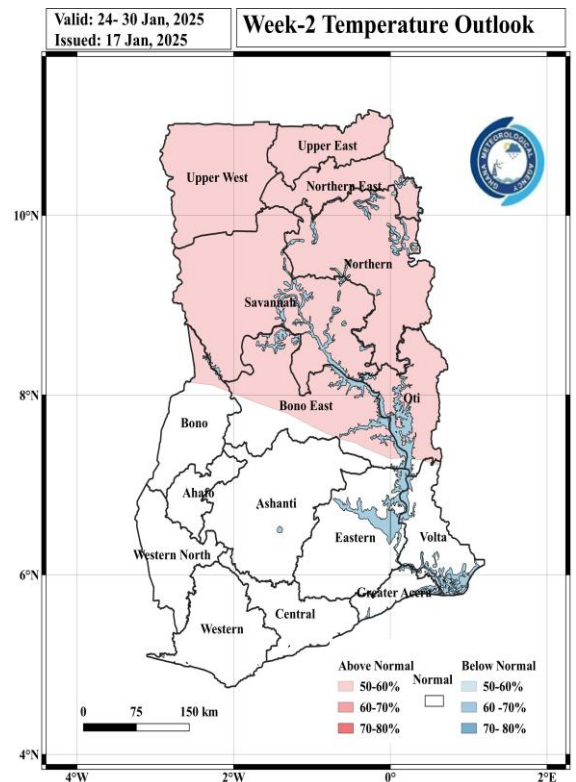 Valid: 24- 30 Jan, 2025
Issued: 17 Jan, 2025
Week-2 Temperature Outlook
GHANA METEOROLOGICAL AGENCY
Upper East
Upper West
Northern East
10°N
Northern
Savannah
8°N
Bono East
Oti
Bono
Ahafo
Ashanti
Eastern
Volta
Western North
6°N
Greater Accra
Central
Western
Above Normal
Normal
Below Normal
50-60%
50-60%
60-70%
60 -70%
70-80%
70- 80%
0
75
150 km
4°N
4°W
2°W
0°
2°E